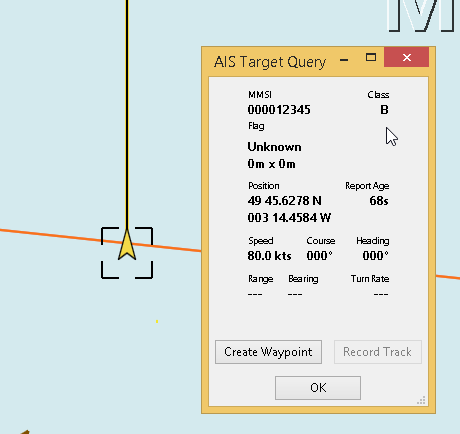 M
AIS Target Query
MMSI Class
000012345 B
Flag
Unknown
0m x 0m
Position Report Age
49 45.6278 N 68s
003 14.4584 W
Speed Course Heading
80.0 kts 000° 000°
Range Bearing Turn Rate
--- --- ---
Create Waypoint Record Track
OK